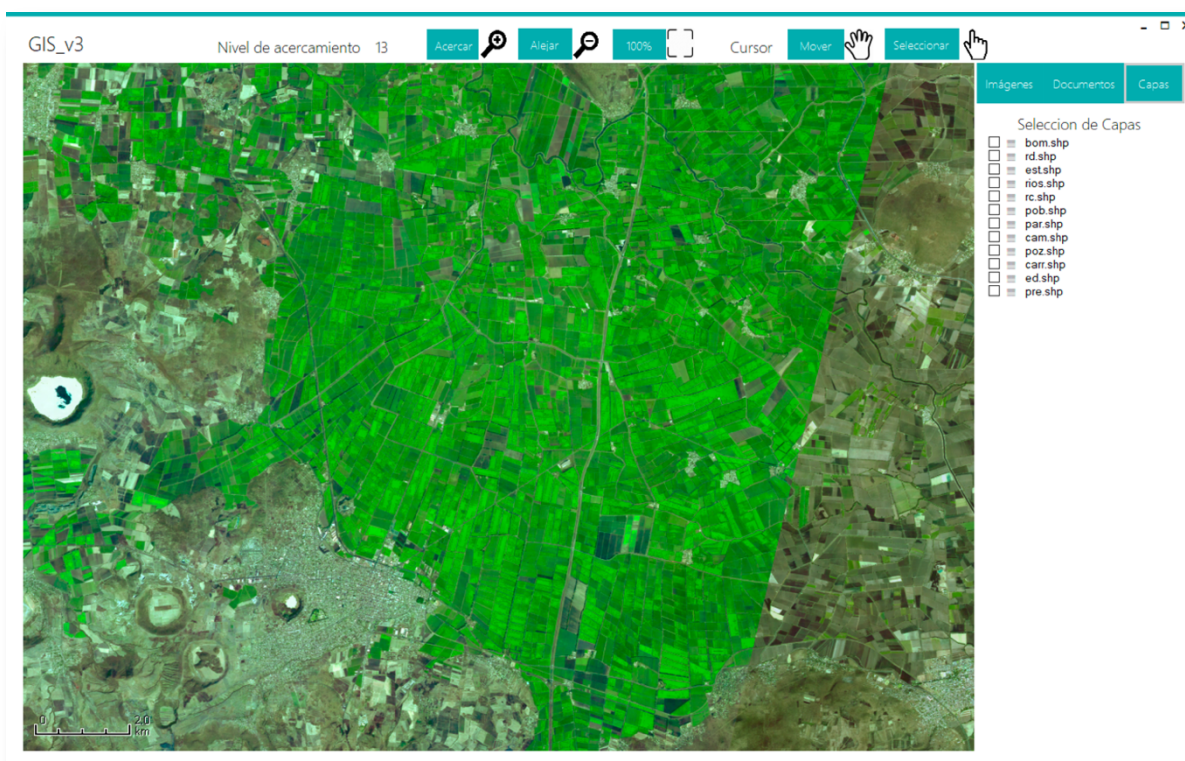 GIS_v3
Nivel de acercamiento 13 Acercar Alejar 100% Cursor Mover Seleccionar
Imágenes Documentos Capas
Seleccion de Capas
bom.shp
rd.shp
est.shp
rios.shp
rc.shp
pob.shp
par.shp
cam.shp
poz.shp
carr.shp
ed.shp
pre.shp
0 2.0
km